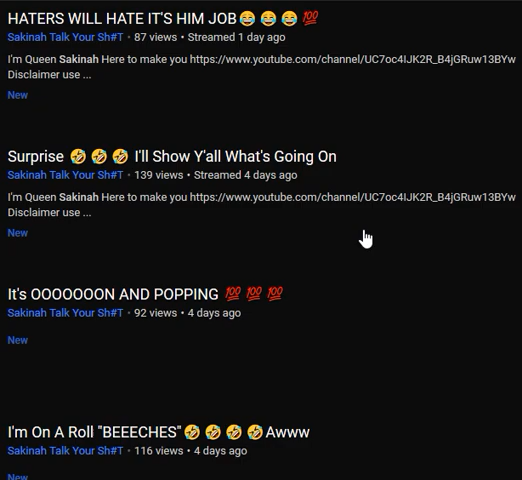 HATERS WILL HATE IT'S HIM JOB😂😂😂💯
Sakinah Talk Your Sh#T • 87 views • Streamed 1 day ago
I'm Queen Sakinah Here to make you https://www.youtube.com/channel/UC7oc4IJK2R_B4jGRuw13BYw
Disclaimer use ...
New
Surprise 🤣🤣🤣 I'll Show Y'all What's Going On
Sakinah Talk Your Sh#T • 139 views • Streamed 4 days ago
I'm Queen Sakinah Here to make you https://www.youtube.com/channel/UC7oc4IJK2R_B4jGRuw13BYw
Disclaimer use ...
New
It's OOOOOOON AND POPPING 💯💯💯
Sakinah Talk Your Sh#T • 92 views • 4 days ago
New
I'm On A Roll "BEEECHES"🤣🤣🤣🤣Awww
Sakinah Talk Your Sh#T • 116 views • 4 days ago
New